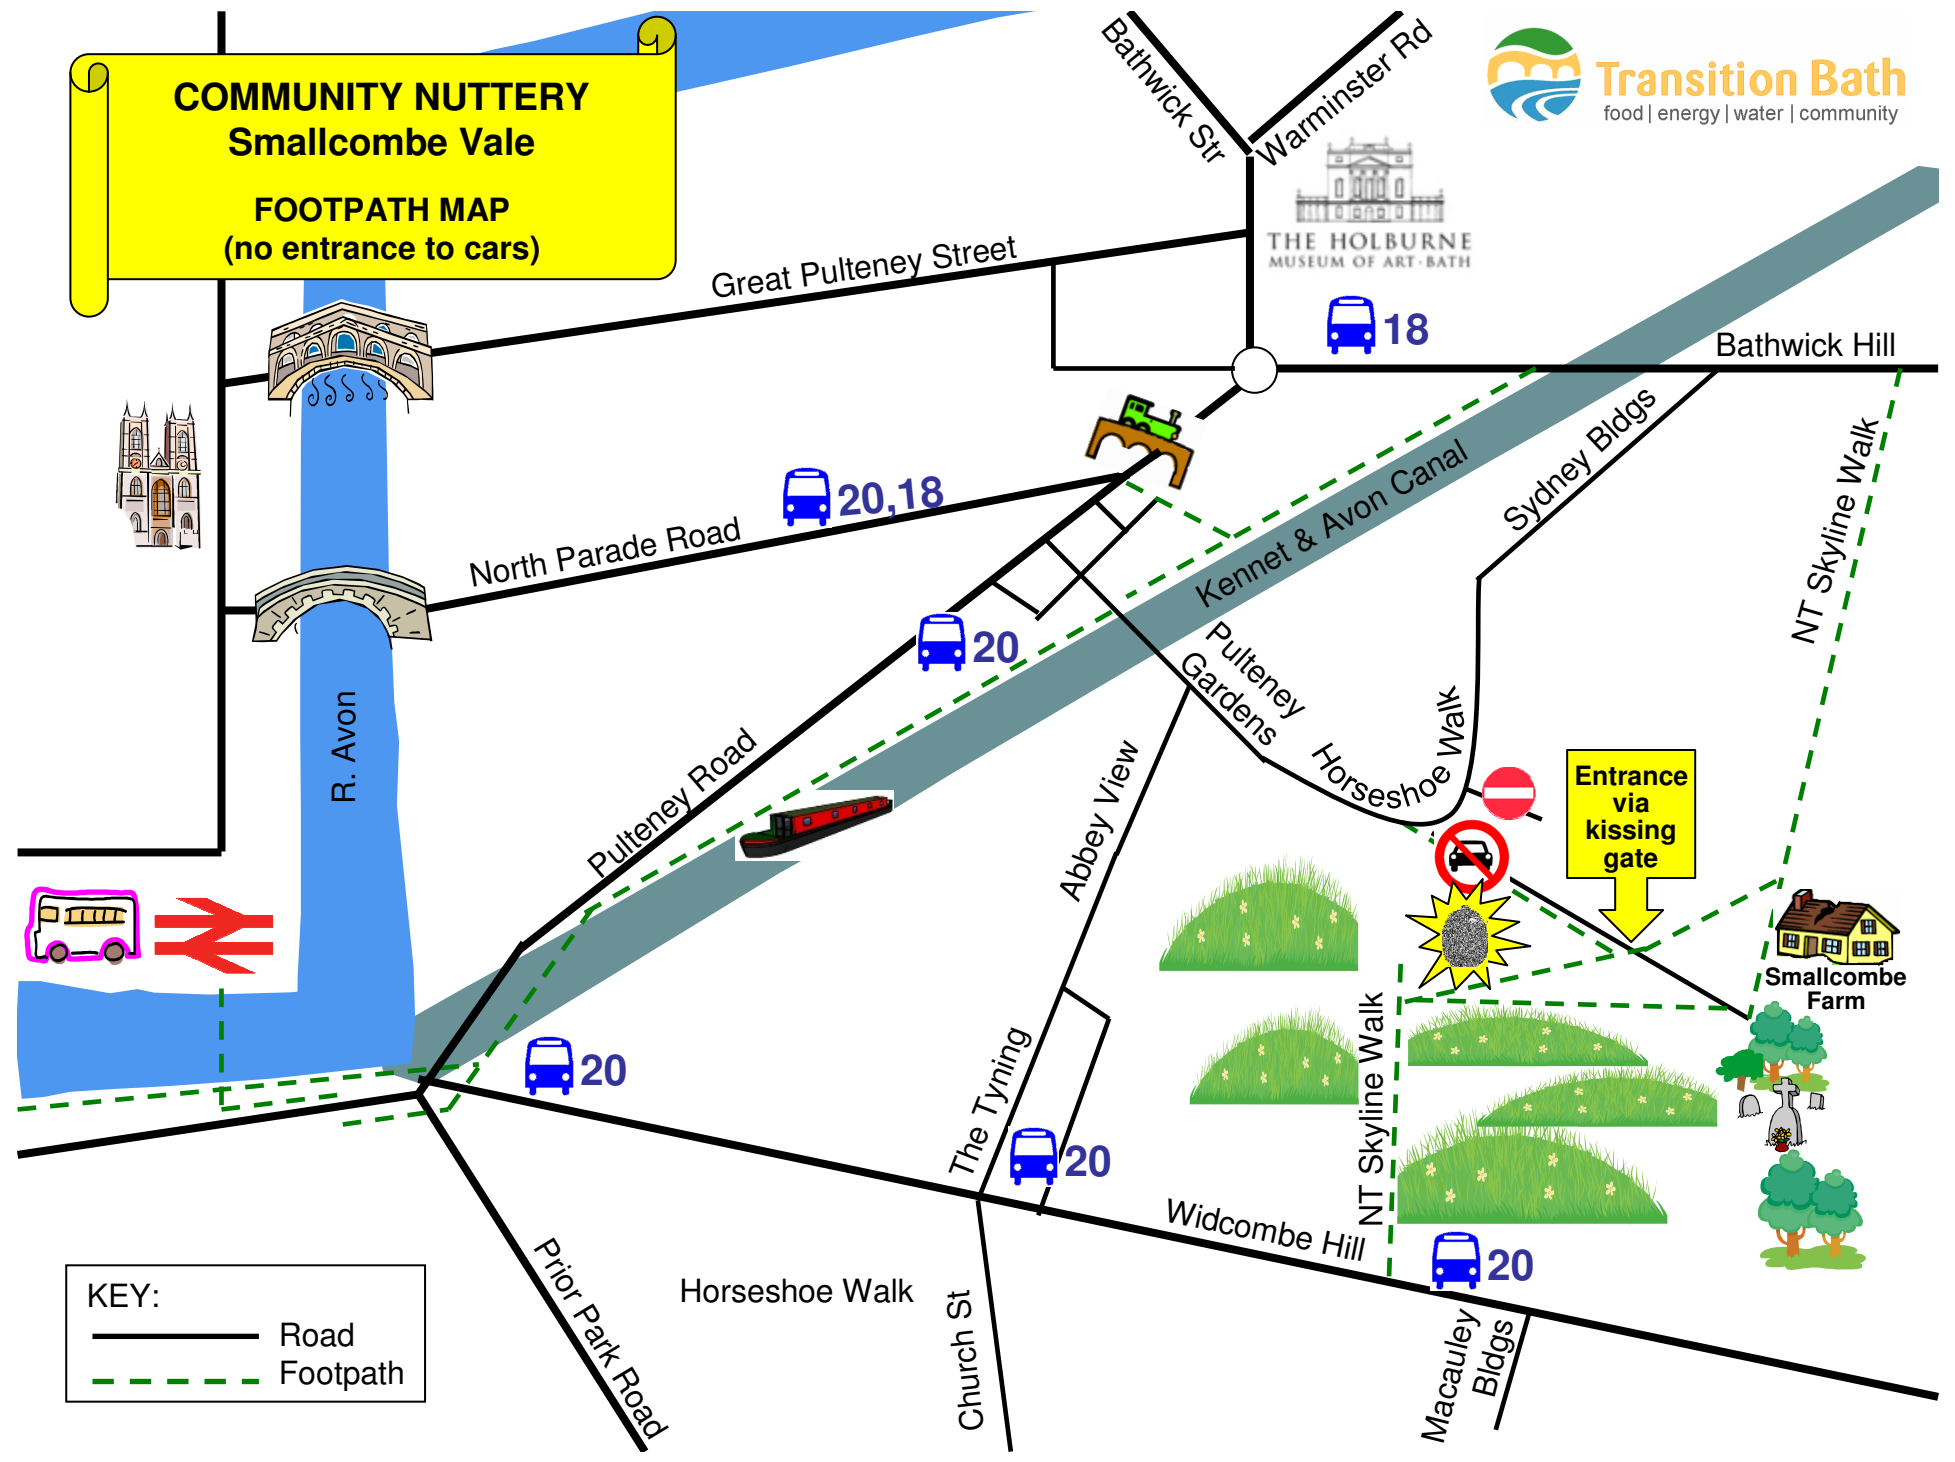 COMMUNITY NUTTERY
Smallcombe Vale
FOOTPATH MAP
(no entrance to cars)
Bathwick Str
Warminster Rd
Transition Bath
food | energy | water | community
THE HOLBURNE
MUSEUM OF ART·BATH
Great Pulteney Street
18
Bathwick Hill
20,18
North Parade Road
Kennet & Avon Canal
Sydney Bldgs
NT Skyline Walk
20
R. Avon
Pulteney Road
Pulteney
Gardens
Horseshoe Walk
Abbey View
Entrance
via
kissing
gate
Smallcombe
Farm
NT Skyline Walk
20
The Tyning
20
Widcombe Hill
20
Prior Park Road
Horseshoe Walk
Church St
Macauley
Bldgs
KEY:
Road
Footpath